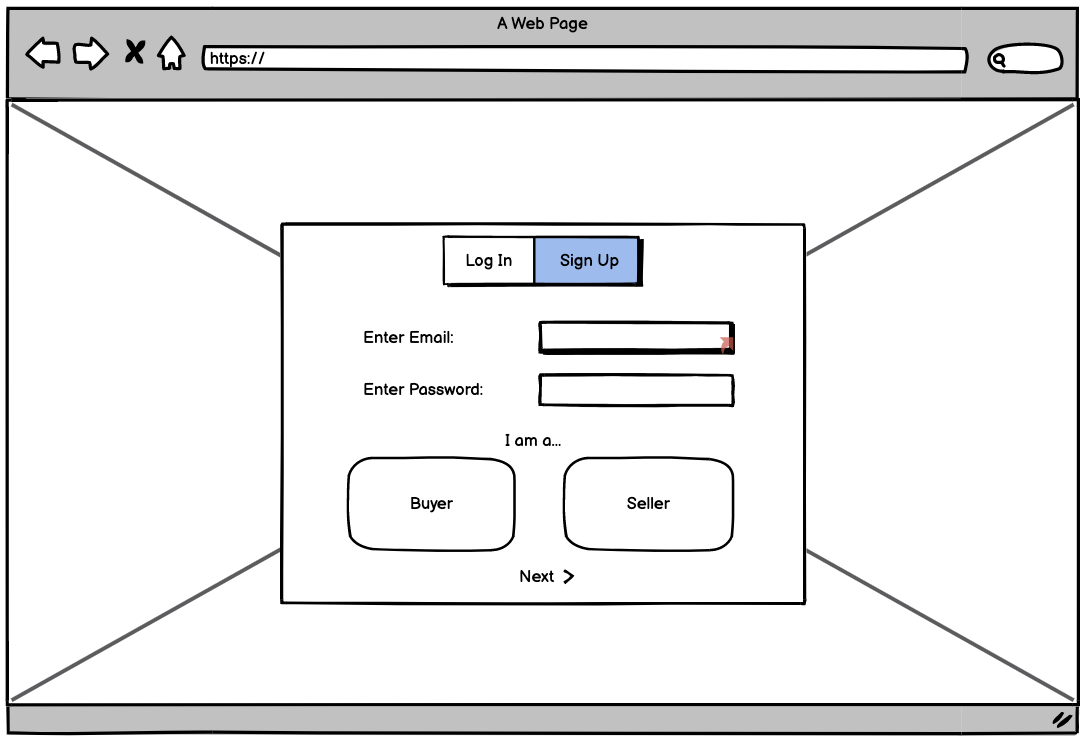 A Web Page
https://
Log In
Sign Up
Enter Email:
Enter Password:
I am a...
Buyer
Seller
Next